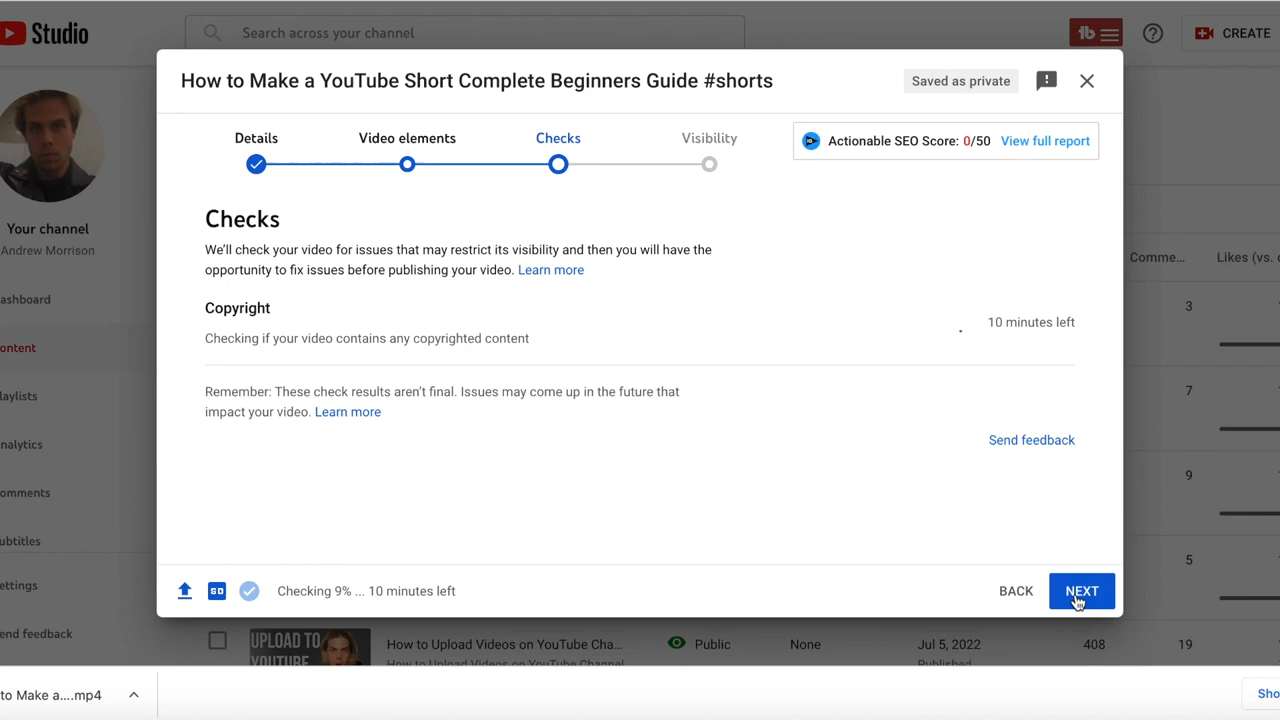 Studio
Search across your channel
CREATE
How to Make a YouTube Short Complete Beginners Guide #shorts
Saved as private
Details
Video elements
Checks
Visibility
Actionable SEO Score: 0/50 View full report
Checks
We'll check your video for issues that may restrict its visibility and then you will have the
opportunity to fix issues before publishing your video. Learn more
Copyright
Checking if your video contains any copyrighted content
10 minutes left
Remember: These check results aren't final. Issues may come up in the future that
impact your video. Learn more
Send feedback
SD
Checking 9% ... 10 minutes left
BACK
NEXT
Your channel
Andrew Morrison
ashboard
ontent
laylists
nalytics
omments
ubtitles
ettings
end feedback
Comme...
Likes (vs.
3
7
9
5
UPLOAD TO
YOUTUBE
How to Upload Videos on YouTube Cha...
How to Upload Videos on YouTube Channel
Public
None
Jul 5, 2022
Published
408
19
to Make a....mp4
Sho